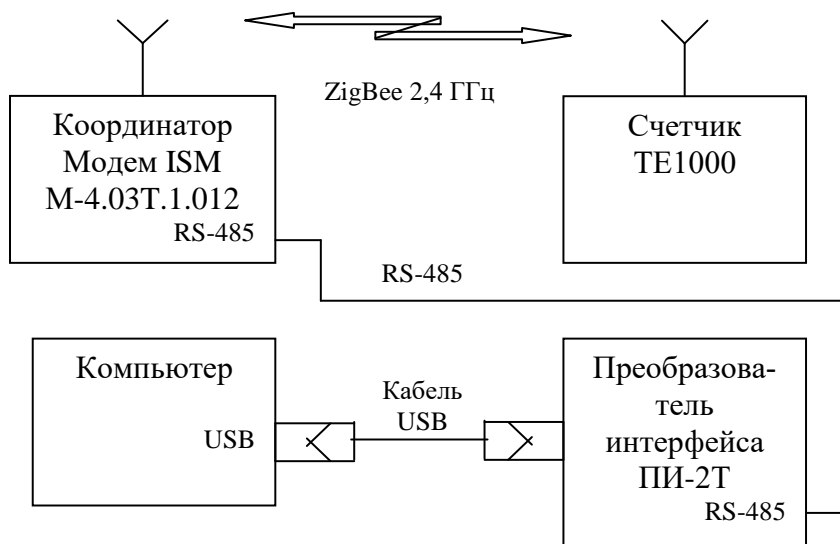 ZigBee 2,4 ГГц
Координатор
Модем ISM
М-4.03Т.1.012
RS-485
Счетчик
ТЕ1000
RS-485
Компьютер
USB
Кабель
USB
Преобразова-
тель
интерфейса
ПИ-2Т
RS-485